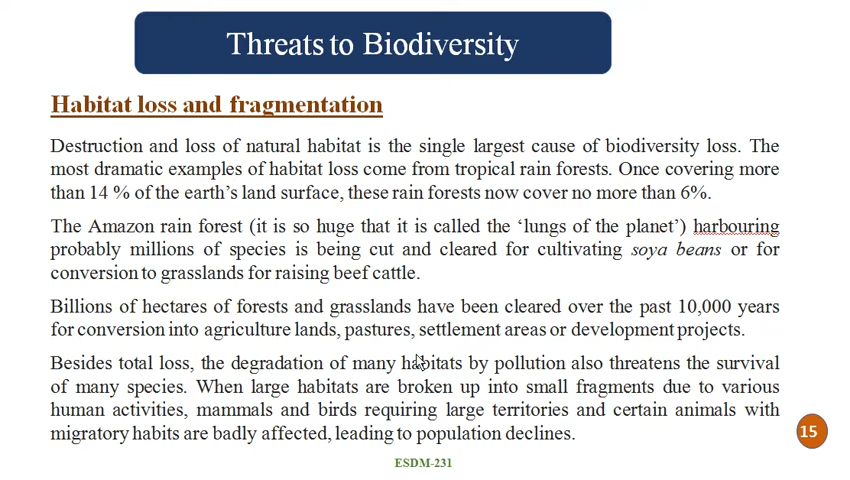 Threats to Biodiversity
Habitat loss and fragmentation
Destruction and loss of natural habitat is the single largest cause of biodiversity loss. The
most dramatic examples of habitat loss come from tropical rain forests. Once covering more
than 14 % of the earth's land surface, these rain forests now cover no more than 6%.
The Amazon rain forest (it is so huge that it is called the ‘lungs of the planet’) harbouring
probably millions of species is being cut and cleared for cultivating soya beans or for
conversion to grasslands for raising beef cattle.
Billions of hectares of forests and grasslands have been cleared over the past 10,000 years
for conversion into agriculture lands, pastures, settlement areas or development projects.
Besides total loss, the degradation of many habitats by pollution also threatens the survival
of many species. When large habitats are broken up into small fragments due to various
human activities, mammals and birds requiring large territories and certain animals with
migratory habits are badly affected, leading to population declines.
15
ESDM-231